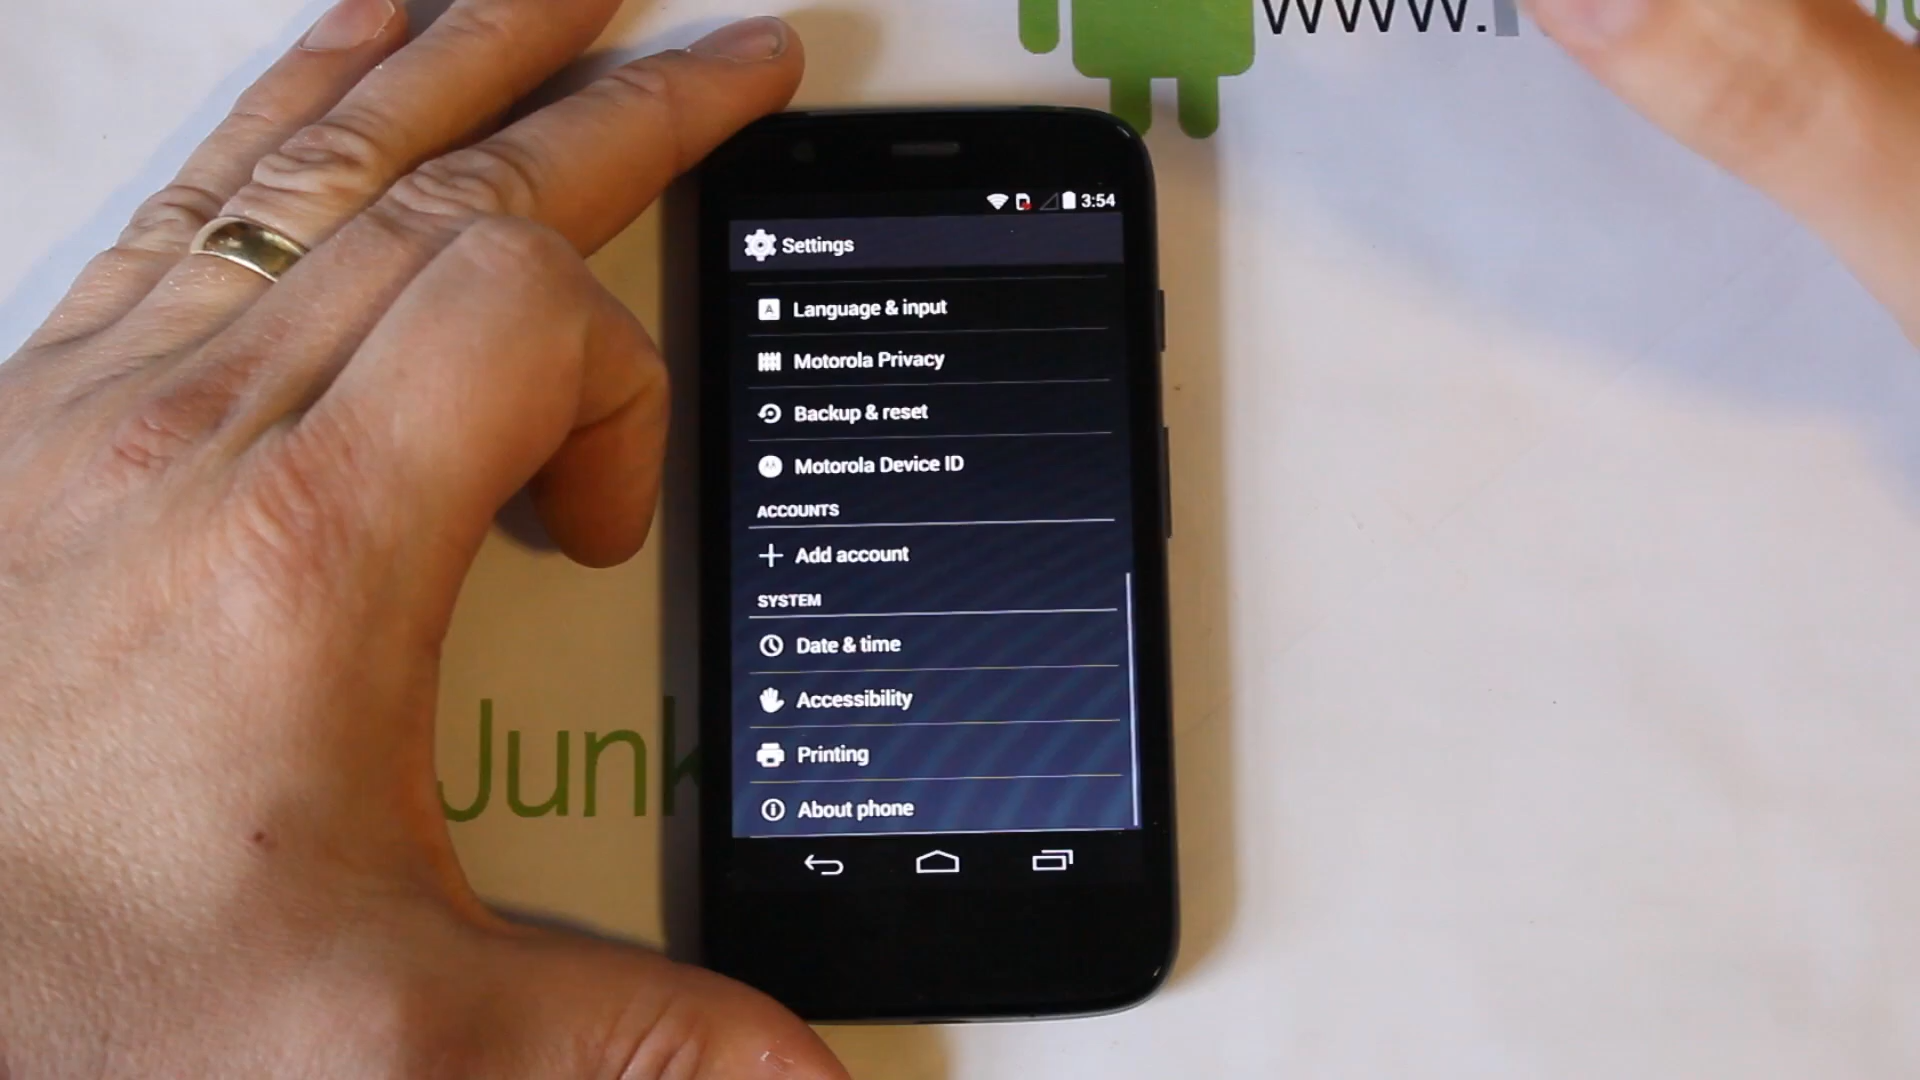 www.
3:54
Settings
Language & input
Motorola Privacy
Backup & reset
Motorola Device ID
ACCOUNTS
Add account
SYSTEM
Date & time
Accessibility
Junk
Printing
About phone